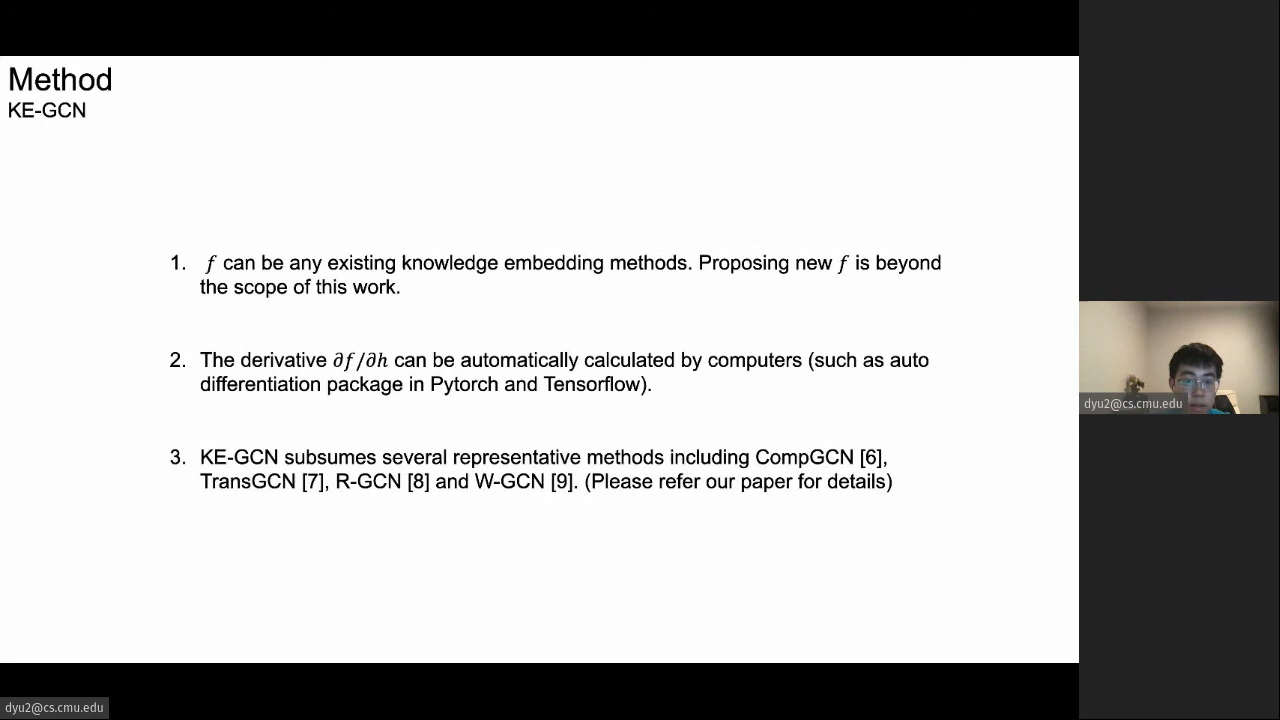 Method
KE-GCN
1. f can be any existing knowledge embedding methods. Proposing new f is beyond
the scope of this work.
2. The derivative ∂f/∂h can be automatically calculated by computers (such as auto
differentiation package in Pytorch and Tensorflow).
3. KE-GCN subsumes several representative methods including CompGCN [6],
TransGCN [7], R-GCN [8] and W-GCN [9]. (Please refer our paper for details)
dyu2@cs.cmu.edu
dyu2@cs.cmu.edu